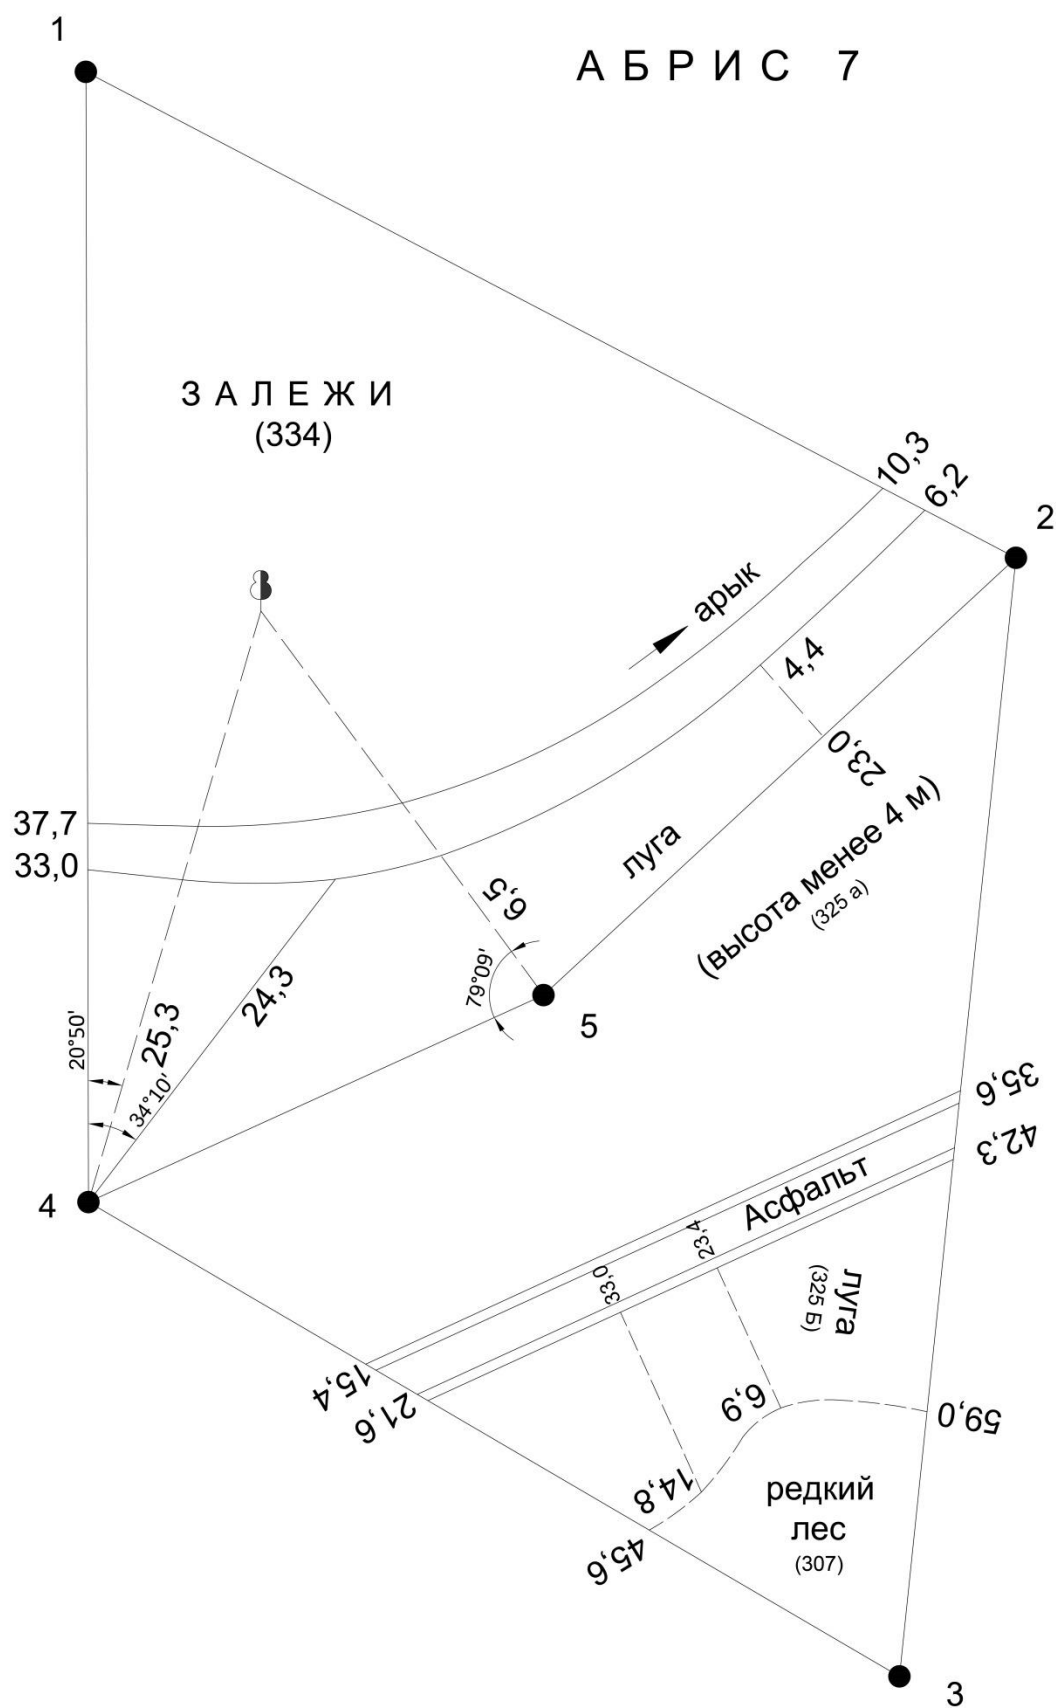 1
АБРИС 7
ЗАЛЕЖИ
(334)
10,3
6,2
2
арык
4,4
23,0
37,7
33,0
луга
(высота менее 4 м)
(325 а)
6,5
79°09'
24,3
5
25,3
20°50'
34°10'
4
35,6
42,3
Асфальт
23,4
33,0
луга
(325 Б)
15,4
21,6
6,9
59,0
14,8
45,6
редкий
лес
(307)
3